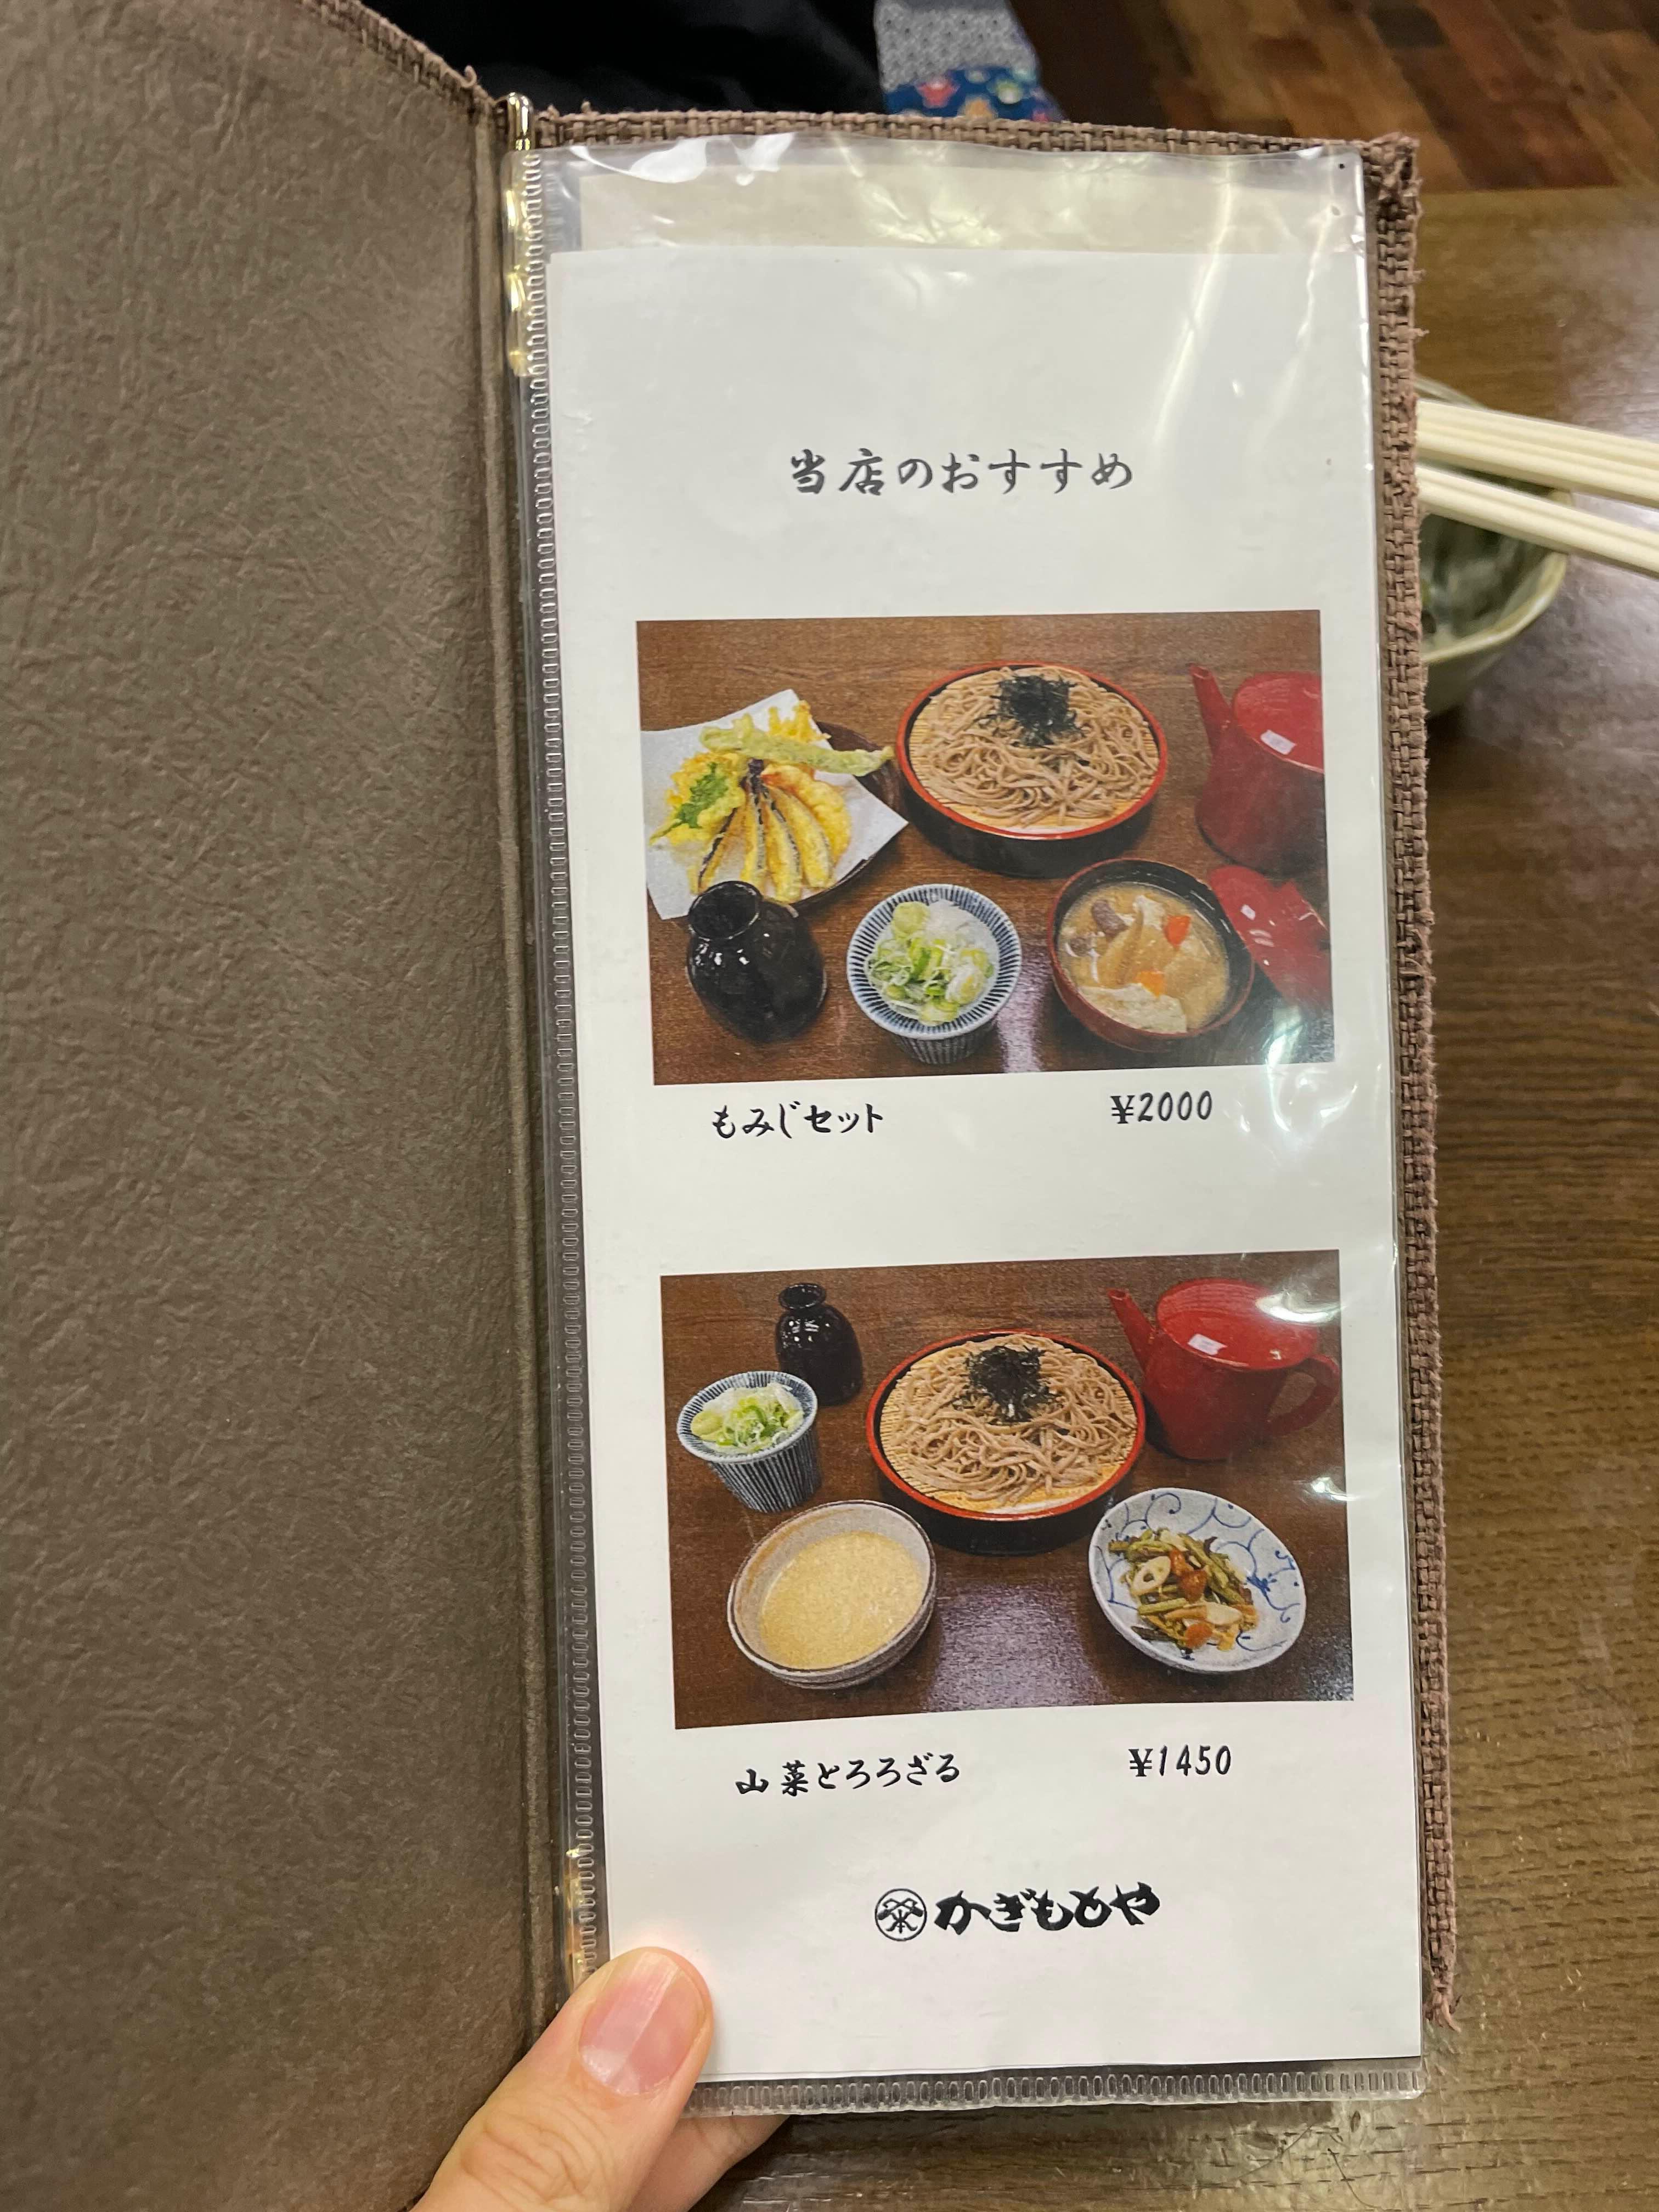 当店のおすすめ
もみじセット ¥2000
山菜とろろざる ¥1450
かぎもとや